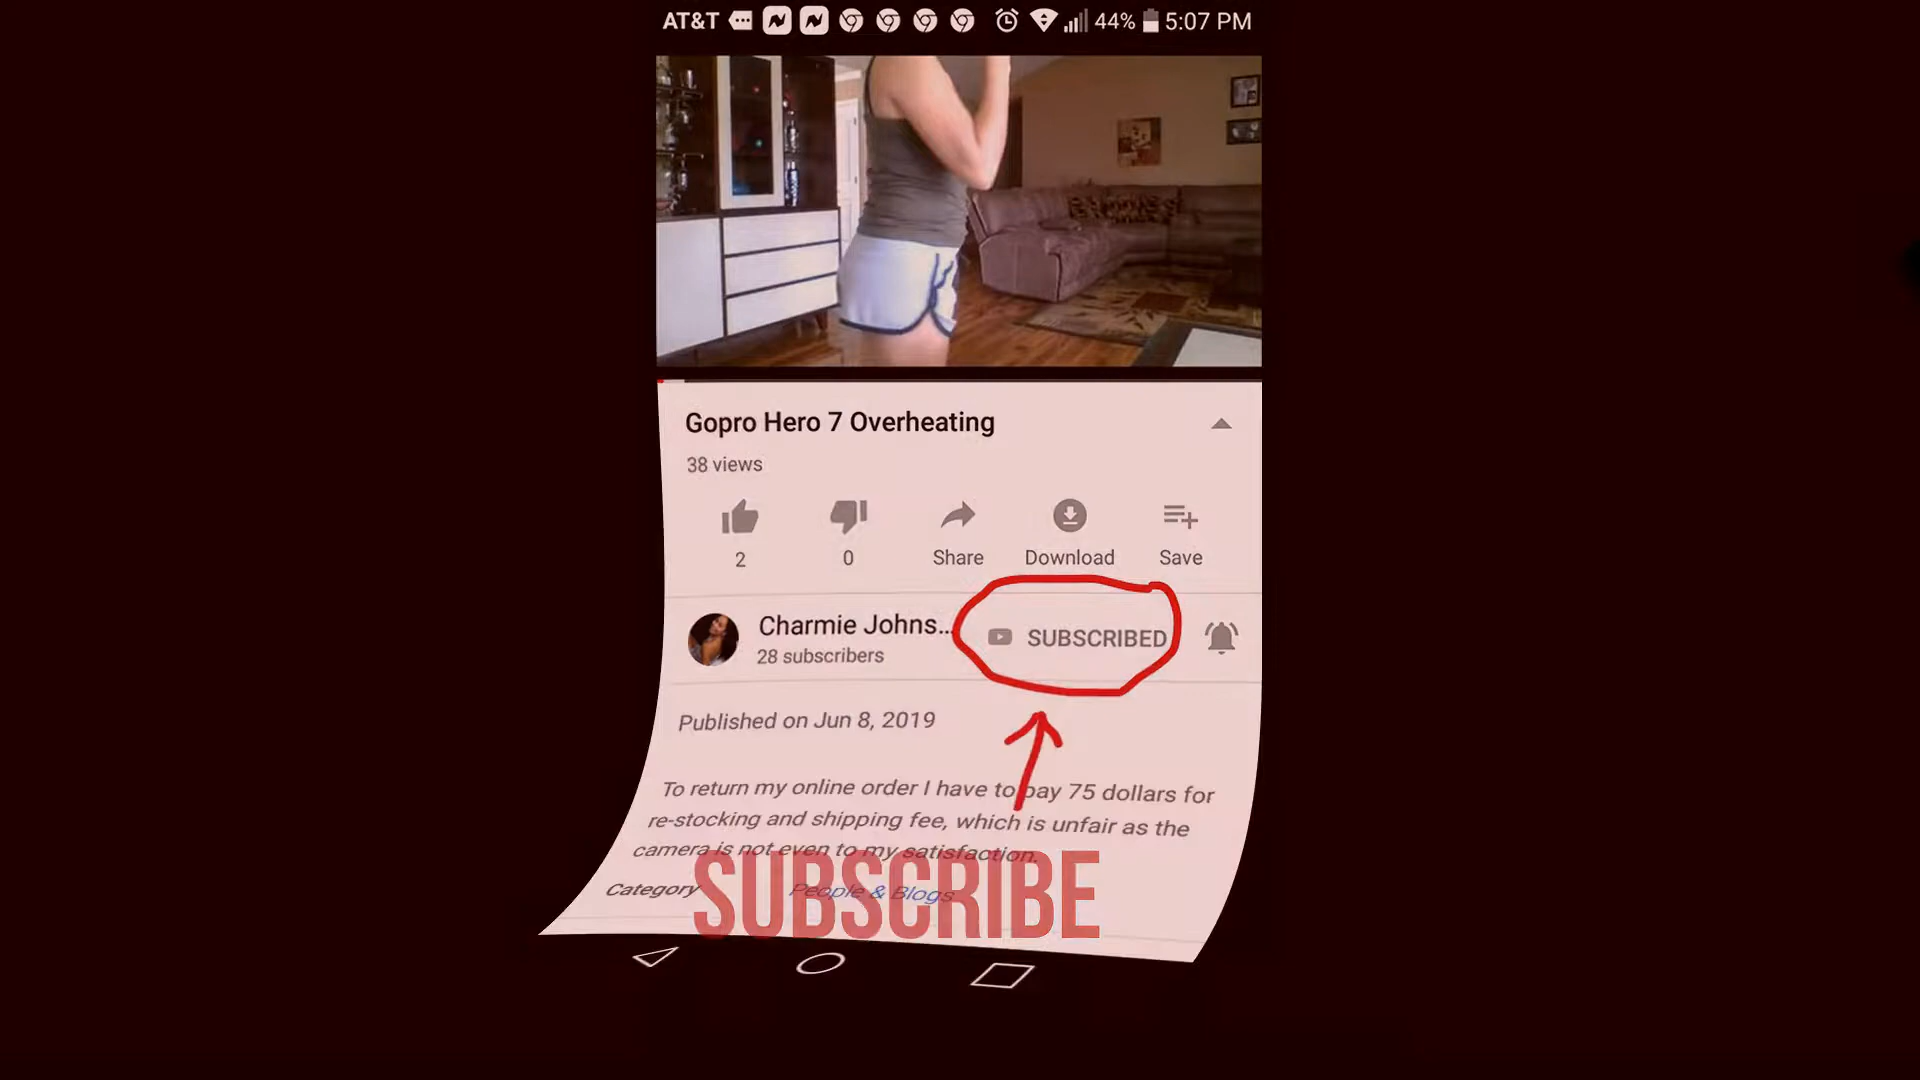 AT&T 44% 5:07 PM
Gopro Hero 7 Overheating
38 views
2 0 Share Download Save
Charmie Johns... SUBSCRIBED
28 subscribers
Published on Jun 8, 2019
To return my online order I have to pay 75 dollars for
re-stocking and shipping fee, which is unfair as the
camera is not even to my satisfaction.
Category People & Blogs
SUBSCRIBE